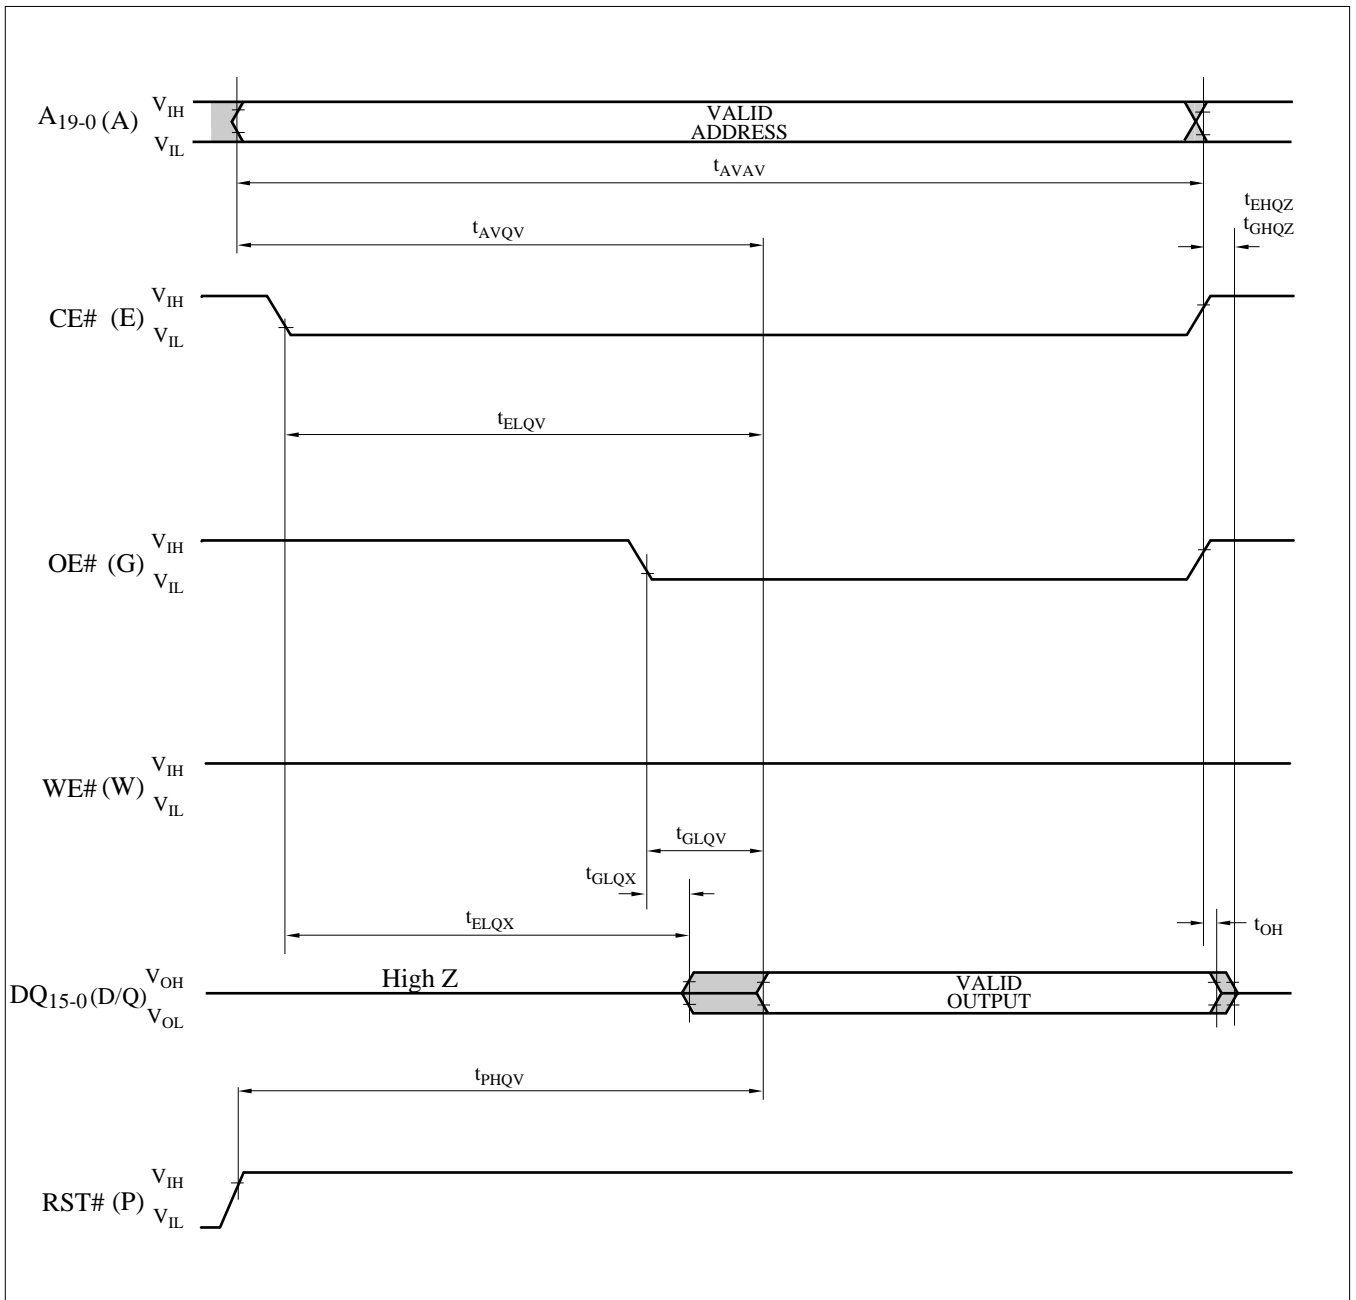 A19-0 (A) VIH
VIL
VALID
ADDRESS
tAVAV
tEHQZ
tGHQZ
tAVQV
CE# (E) VIH
VIL
tELQV
OE# (G) VIH
VIL
WE# (W) VIH
VIL
tGLQV
tGLQX
tELQX
tOH
DQ15-0 (D/Q) VOH
VOL
High Z
VALID
OUTPUT
tPHQV
RST# (P) VIH
VIL